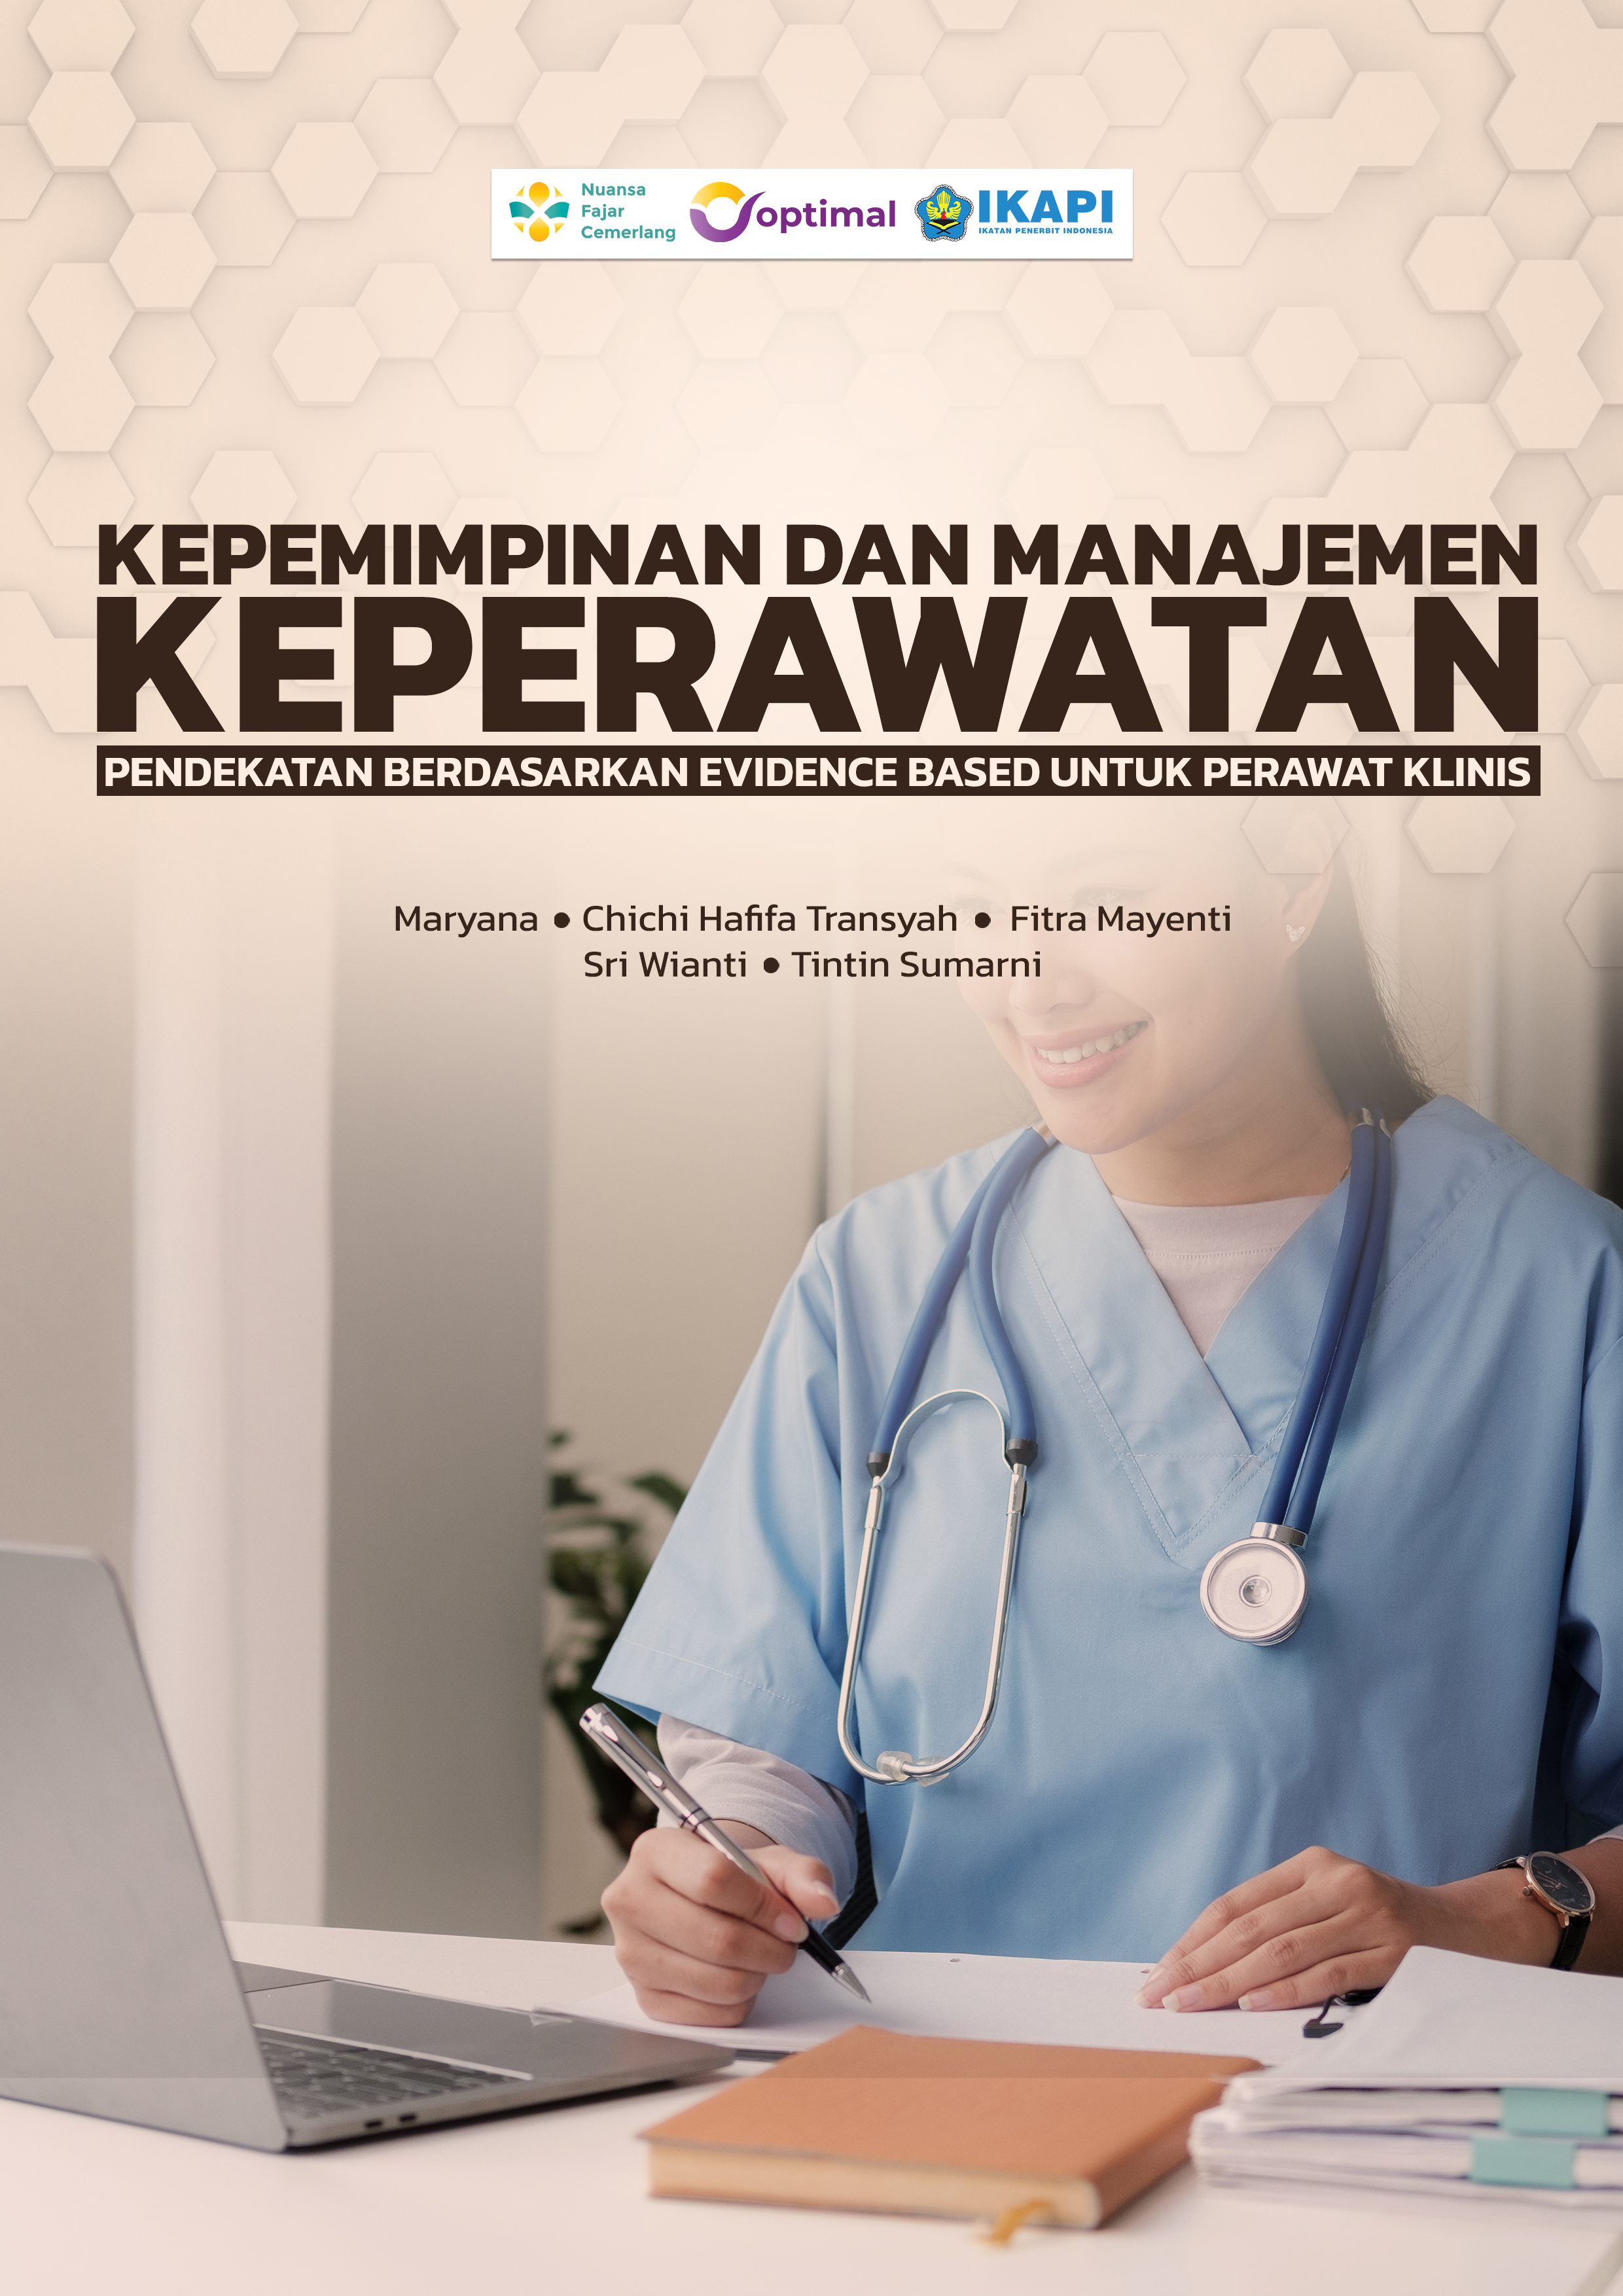 Nuansa
Fajar
Cemerlang
optimal
IKAPI
IKATAN PENERBIT INDONESIA
KEPEMIMPINAN DAN MANAJEMEN
KEPERAWATAN
PENDEKATAN BERDASARKAN EVIDENCE BASED UNTUK PERAWAT KLINIS
Maryana • Chichi Hafifa Transyah • Fitra Mayenti
Sri Wianti • Tintin Sumarni